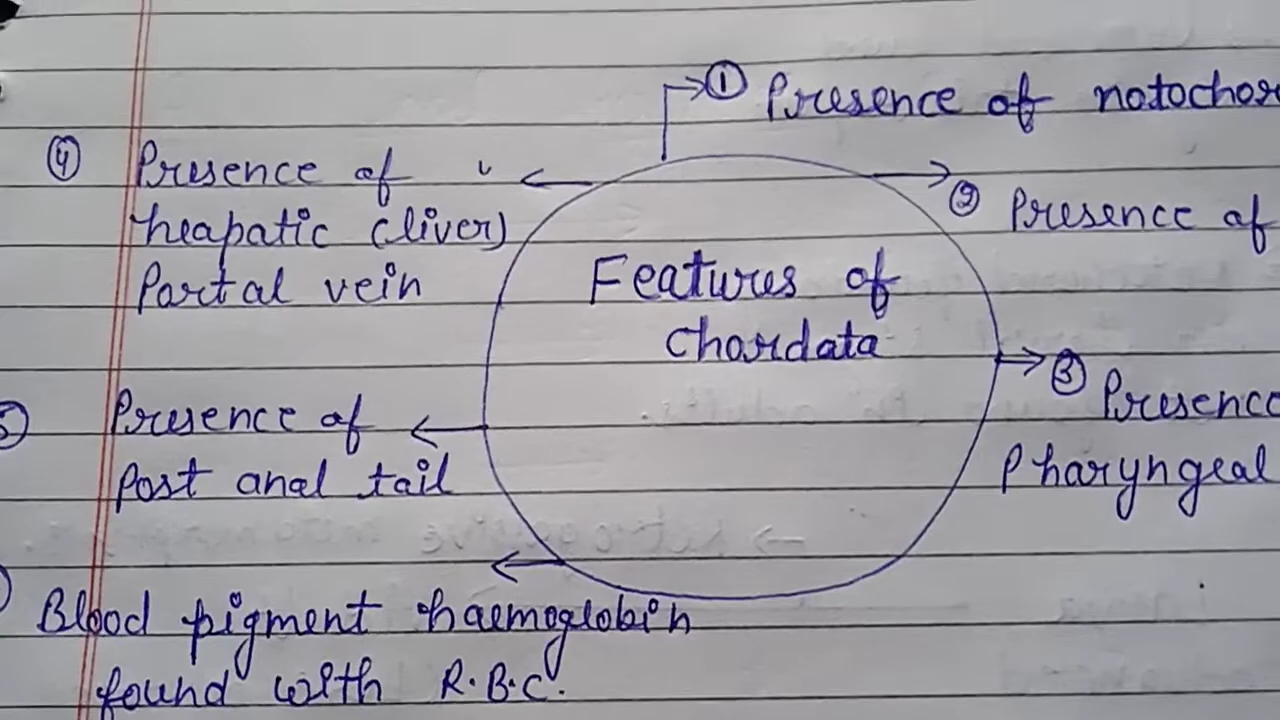 ① Presence of
② Presence of
③ Presence
Pharyngeal
④ Presence of
heapatic (liver)
Portal vein
Features of
Chordata
Presence of
Post anal tail
Blood pigment haemoglobin
found with R.B.C.